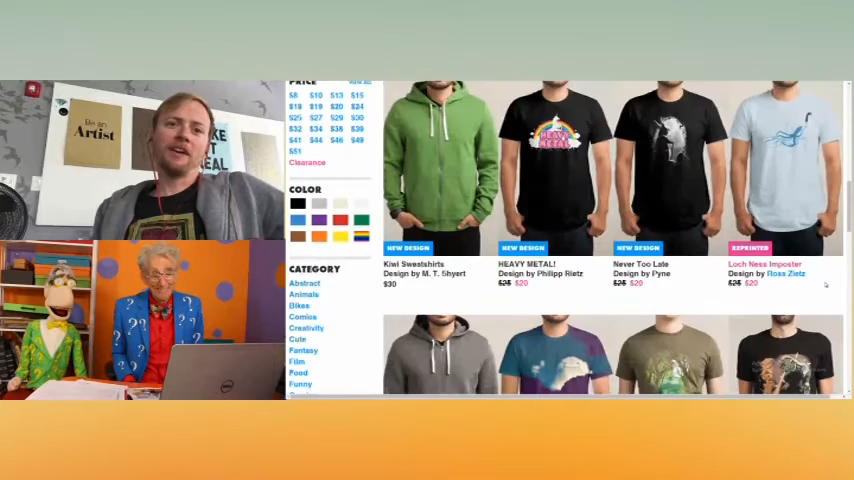 Be an
Artist
PRICE
$8 $10 $13 $15
$18 $19 $20 $24
$25 $27 $29 $30
$32 $34 $38 $39
$41 $44 $46 $49
$51
Clearance
COLOR
CATEGORY
Abstract
Animals
Bikes
Comics
Creativity
Cute
Fantasy
Film
Food
Funny
HEAVY
METAL
NEW DESIGN
NEW DESIGN
NEW DESIGN
REPRINTED
Kiwi Sweatshirts
Design by M. T. Shyert
$30
HEAVY METAL!
Design by Philipp Rietz
$25 $20
Never Too Late
Design by Pyne
$25 $20
Loch Ness Imposter
Design by Ross Zietz
$25 $20
DELL